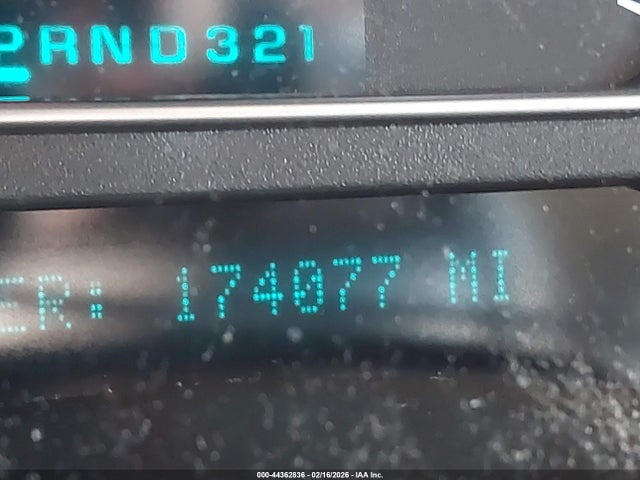 PRND321
ER: 174077 MI
000-44362836 - 02/16/2026 - IAA Inc.